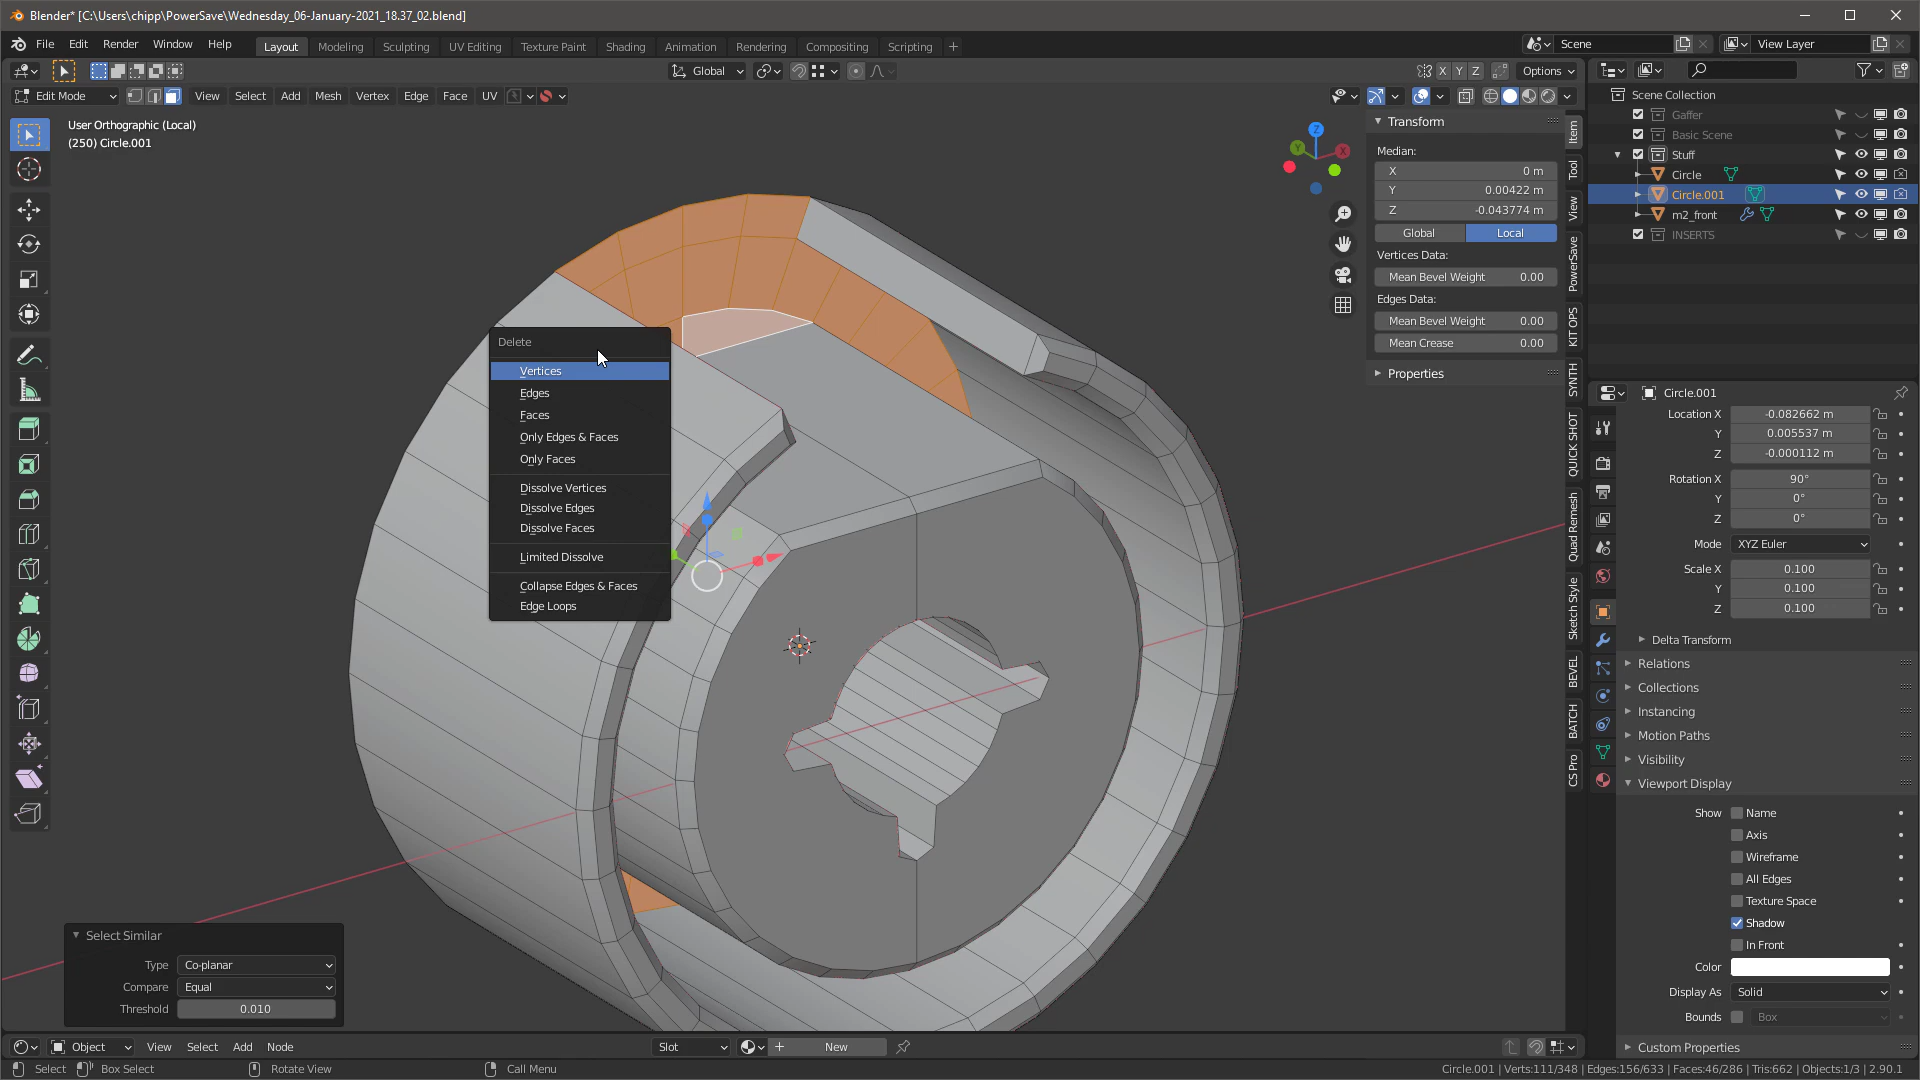 Blender* [C:\Users\chipp\PowerSave\Wednesday_06-January-2021_18.37_02.blend]
File Edit Render Window Help Layout Modeling Sculpting UV Editing Texture Paint Shading Animation Rendering Compositing Scripting + Scene View Layer
Global X Y Z Options
Edit Mode View Select Add Mesh Vertex Edge Face UV
User Orthographic (Local)
(250) Circle.001
Z
Y
X
Transform
Median:
X 0 m
Y 0.00422 m
Z -0.043774 m
Global Local
Vertices Data:
Mean Bevel Weight 0.00
Edges Data:
Mean Bevel Weight 0.00
Mean Crease 0.00
Properties
Item
Tool
View
PowerSave
KIT OPS
SYNTH
QUICK SHOT
Quad Remesh
Sketch Style
BEVEL
BATCH
CS Pro
Delete
Vertices
Edges
Faces
Only Edges & Faces
Only Faces
Dissolve Vertices
Dissolve Edges
Dissolve Faces
Limited Dissolve
Collapse Edges & Faces
Edge Loops
Select Similar
Type Co-planar
Compare Equal
Threshold 0.010
Scene Collection
Gaffer
Basic Scene
Stuff
Circle
Circle.001
m2_front
INSERTS
Circle.001
Location X -0.082662 m
Y 0.005537 m
Z -0.000112 m
Rotation X 90°
Y 0°
Z 0°
Mode XYZ Euler
Scale X 0.100
Y 0.100
Z 0.100
Delta Transform
Relations
Collections
Instancing
Motion Paths
Visibility
Viewport Display
Show Name
Axis
Wireframe
All Edges
Texture Space
Shadow
In Front
Color
Display As Solid
Bounds Box
Custom Properties
Object View Select Add Node Slot + New
Select Box Select Rotate View Call Menu Circle.001 | Verts:111/348 | Edges:156/633 | Faces:46/286 | Tris:662 | Objects:1/3 | 2.90.1